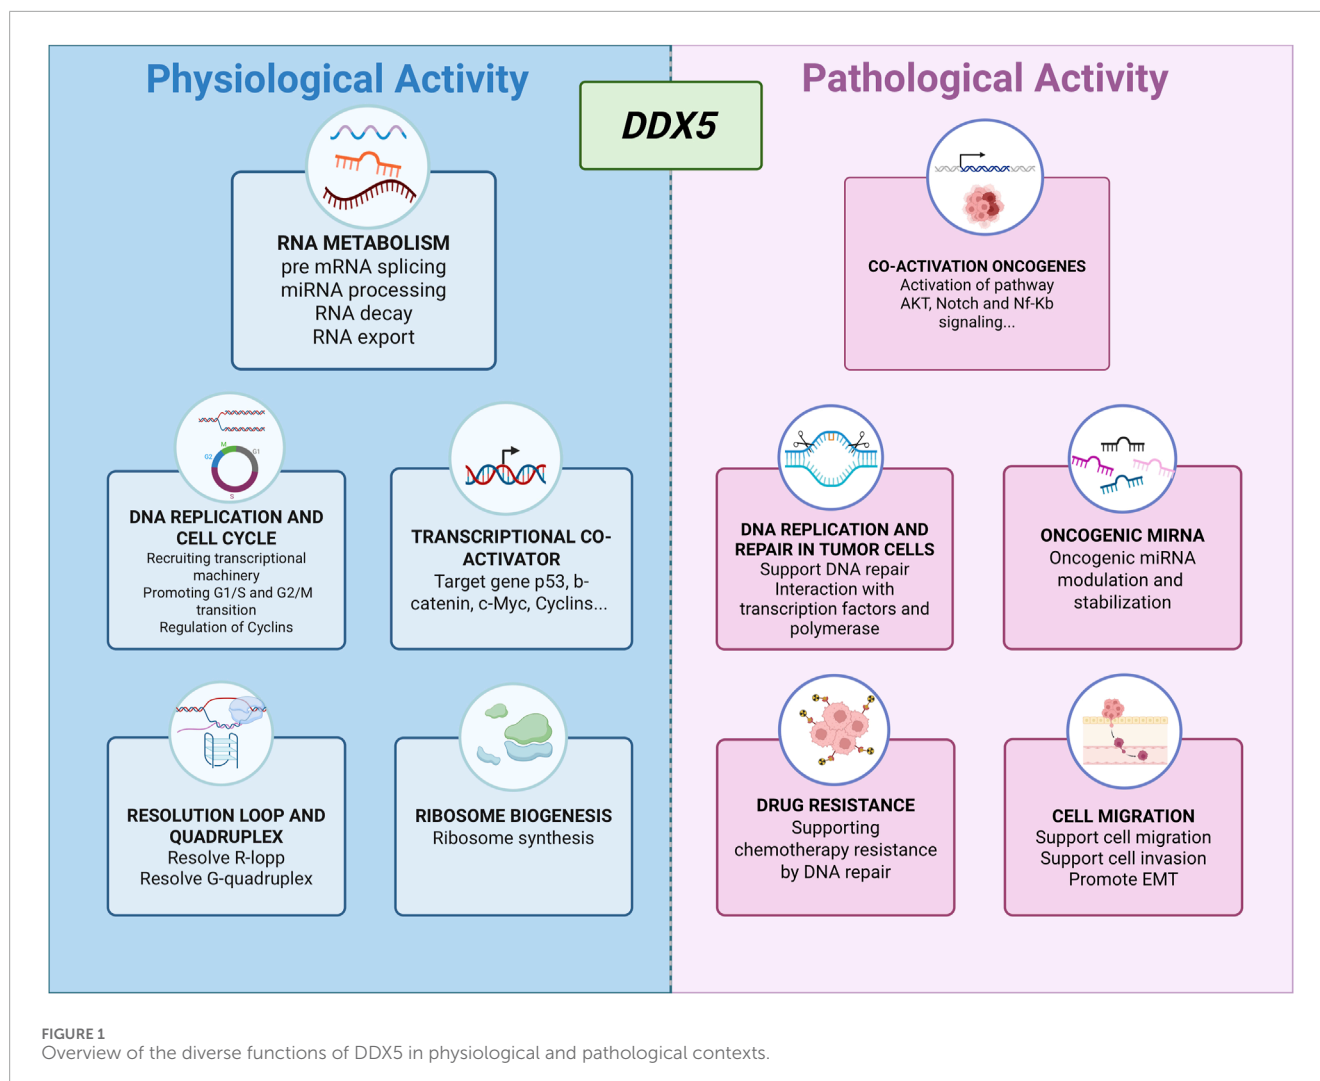 Physiological Activity
DDX5
Pathological Activity
RNA METABOLISM
pre mRNA splicing
miRNA processing
RNA decay
RNA export
CO-ACTIVATION ONCOGENES
Activation of pathway
AKT, Notch and Nf-Kb
signaling...
M
G2
G1
S
DNA REPLICATION AND
CELL CYCLE
Recruiting transcriptional
machinery
Promoting G1/S and G2/M
transition
Regulation of Cyclins
TRANSCRIPTIONAL CO-
ACTIVATOR
Target gene p53, b-
catenin, c-Myc, Cyclins...
DNA REPLICATION AND
REPAIR IN TUMOR CELLS
Support DNA repair
Interaction with
transcription factors and
polymerase
ONCOGENIC MIRNA
Oncogenic miRNA
modulation and
stabilization
RESOLUTION LOOP AND
QUADRUPLEX
Resolve R-lopp
Resolve G-quadruplex
RIBOSOME BIOGENESIS
Ribosome synthesis
DRUG RESISTANCE
Supporting
chemotherapy resistance
by DNA repair
CELL MIGRATION
Support cell migration
Support cell invasion
Promote EMT
FIGURE 1
Overview of the diverse functions of DDX5 in physiological and pathological contexts.